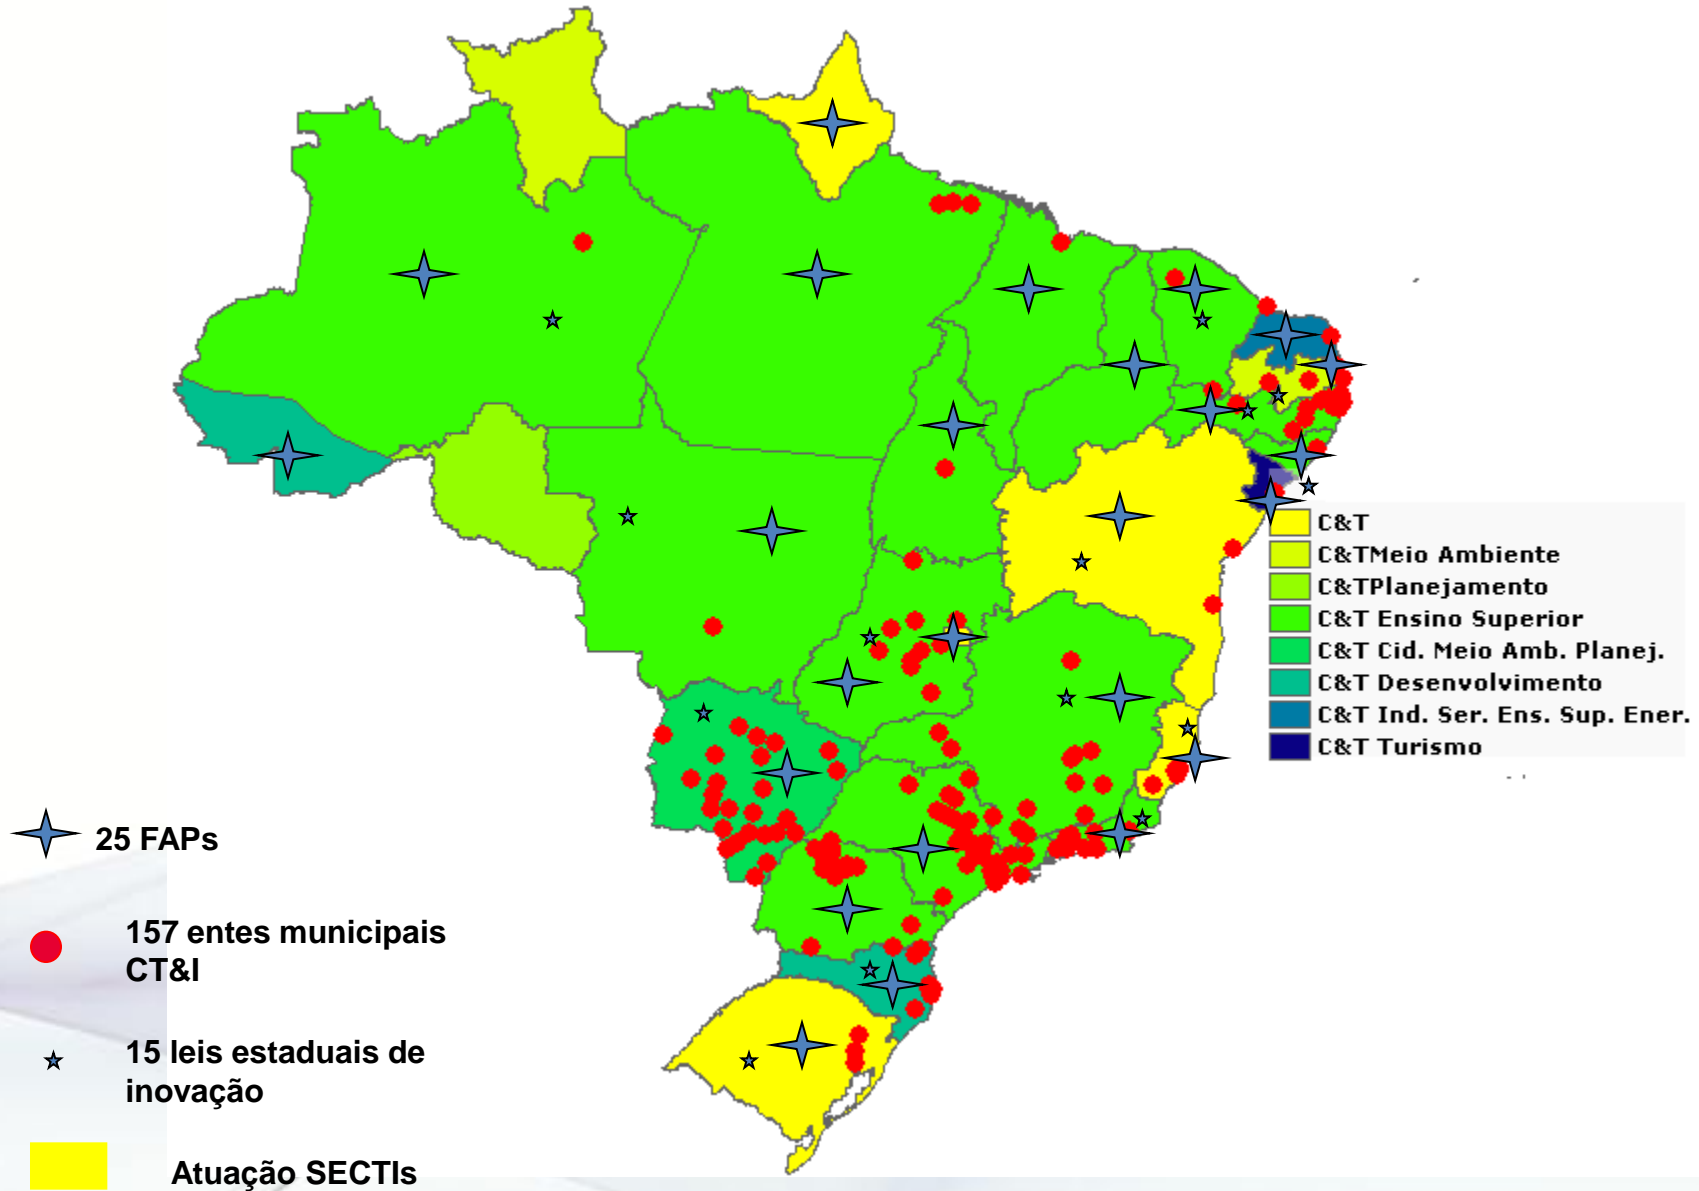 C&T
C&TMeio Ambiente
C&TPlanejamento
C&T Ensino Superior
C&T Cid. Meio Amb. Planej.
C&T Desenvolvimento
C&T Ind. Ser. Ens. Sup. Ener.
C&T Turismo
25 FAPs
157 entes municipais
CT&I
15 leis estaduais de
inovação
Atuação SECTIs